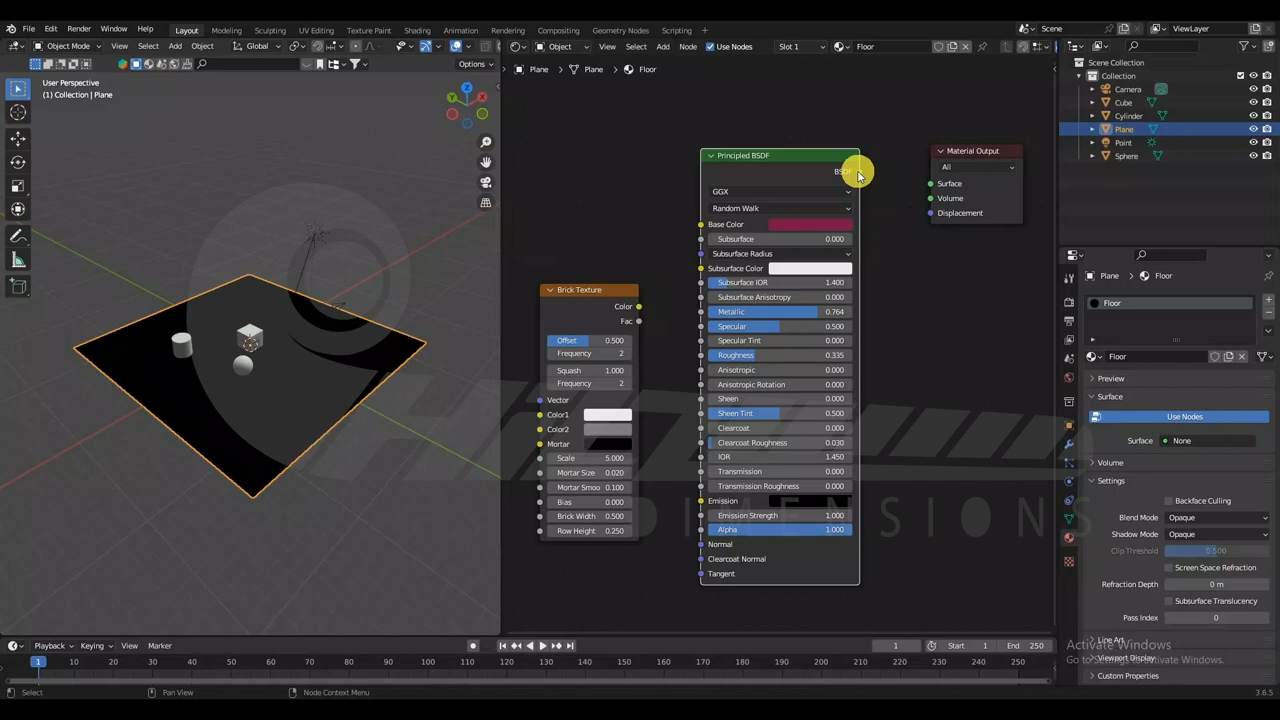 File Edit Render Window Help Layout Modeling Sculpting UV Editing Texture Paint Shading Animation Rendering Compositing Geometry Nodes Scripting Scene ViewLayer
Object Mode View Select Add Object Global Object View Select Add Node Use Nodes Slot 1 Floor
Options
Plane Plane Floor
User Perspective
(1) Collection | Plane
Z
X
Y
Principled BSDF
BSDF
GGX
Random Walk
Base Color
Subsurface 0.000
Subsurface Radius
Subsurface Color
Subsurface IOR 1.400
Subsurface Anisotropy 0.000
Metallic 0.764
Specular 0.500
Specular Tint 0.000
Roughness 0.335
Anisotropic 0.000
Anisotropic Rotation 0.000
Sheen 0.000
Sheen Tint 0.500
Clearcoat 0.000
Clearcoat Roughness 0.030
IOR 1.450
Transmission 0.000
Transmission Roughness 0.000
Emission
Emission Strength 1.000
Alpha 1.000
Normal
Clearcoat Normal
Tangent
Brick Texture
Color
Fac
Offset 0.500
Frequency 2
Squash 1.000
Frequency 2
Vector
Color1
Color2
Mortar
Scale 5.000
Mortar Size 0.020
Mortar Smoo 0.100
Bias 0.000
Brick Width 0.500
Row Height 0.250
Material Output
All
Surface
Volume
Displacement
Scene Collection
Collection
Camera
Cube
Cylinder
Plane
Point
Sphere
Plane Floor
Floor
Floor
Preview
Surface
Use Nodes
Surface None
Volume
Settings
Backface Culling
Blend Mode Opaque
Shadow Mode Opaque
Clip Threshold 0.500
Screen Space Refraction
Refraction Depth 0 m
Subsurface Translucency
Pass Index 0
Line Art
Viewport Display
Custom Properties
Activate Windows
Go to Settings to activate Windows.
DIMENSIONS
Playback Keying View Marker 1 Start 1 End 250
1 10 20 30 40 50 60 70 80 90 100 110 120 130 140 150 160 170 180 190 200 210 220 230 240 250
Select Pan View Node Context Menu 3.6.5